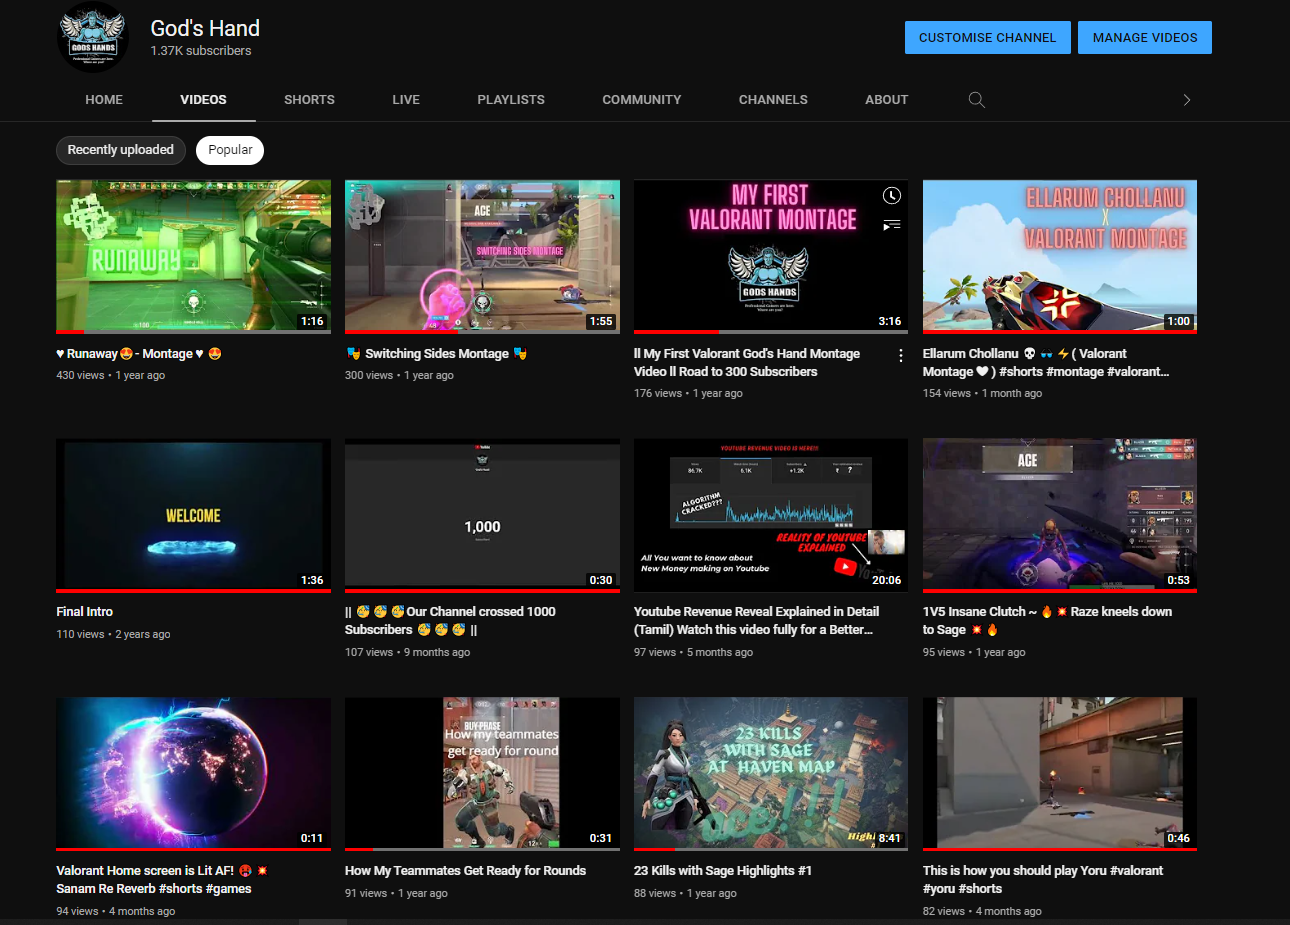 God's Hand
1.37K subscribers
CUSTOMISE CHANNEL
MANAGE VIDEOS
HOME
VIDEOS
SHORTS
LIVE
PLAYLISTS
COMMUNITY
CHANNELS
ABOUT
Recently uploaded
Popular
RUNAWAY
1:16
ACE
SWITCHING SIDES MONTAGE
1:55
MY FIRST
VALORANT MONTAGE
GODS HANDS
3:16
ELLARUM CHOLLANU
X
VALORANT MONTAGE
1:00
♥ Runaway🤩 - Montage ♥ 🤩
430 views • 1 year ago
🎭 Switching Sides Montage 🎭
300 views • 1 year ago
ll My First Valorant God's Hand Montage
Video ll Road to 300 Subscribers
176 views • 1 year ago
Ellarum Chollanu 💀 🕶️ ⚡ ( Valorant
Montage 🤍 ) #shorts #montage #valorant...
154 views • 1 month ago
WELCOME
1:36
1,000
0:30
YOUTUBE REVENUE VIDEO IS HERE!!!
86.7K
6.1K
+1.2K
₹ ?
ALGORITHM
CRACKED???
REALITY OF YOUTUBE
EXPLAINED
All You want to know about
New Money making on Youtube
20:06
ACE
0:53
Final Intro
110 views • 2 years ago
|| 🥳 🥳 🥳Our Channel crossed 1000
Subscribers 🥳 🥳 🥳 ||
107 views • 9 months ago
Youtube Revenue Reveal Explained in Detail
(Tamil) Watch this video fully for a Better...
97 views • 5 months ago
1V5 Insane Clutch ~ 🔥 💥 Raze kneels down
to Sage 💥 🔥
95 views • 1 year ago
0:11
BUY PHASE
How my teammates
get ready for round
0:31
23 KILLS
WITH SAGE
AT HAVEN MAP
ace!!!!
8:41
0:46
Valorant Home screen is Lit AF! 🥵 💥
Sanam Re Reverb #shorts #games
94 views • 4 months ago
How My Teammates Get Ready for Rounds
91 views • 1 year ago
23 Kills with Sage Highlights #1
88 views • 1 year ago
This is how you should play Yoru #valorant
#yoru #shorts
82 views • 4 months ago